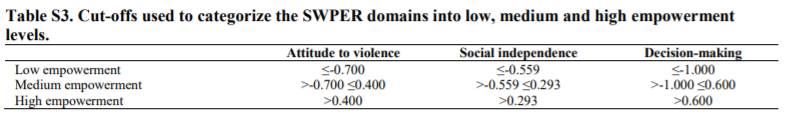 Table S3. Cut-offs used to categorize the SWPER domains into low, medium and high empowerment
levels.
Attitude to violence Social independence Decision-making
Low empowerment ≤-0.700 ≤-0.559 ≤-1.000
Medium empowerment >-0.700 ≤0.400 >-0.559 ≤0.293 >-1.000 ≤0.600
High empowerment >0.400 >0.293 >0.600